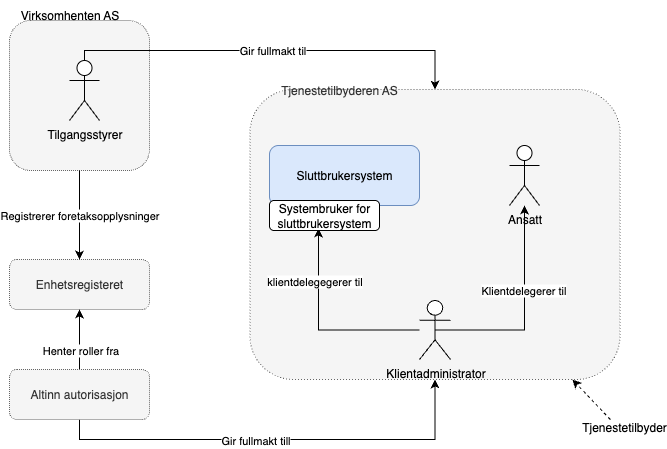 Virksomhenten AS
Gir fullmakt til
Tilgangsstyrer
Tjenestetilbyderen AS
Sluttbrukersystem
Systembruker for
sluttbrukersystem
Ansatt
Registrerer foretaksopplysninger
Enhetsregisteret
klientdelegegerer til
Klientdelegerer til
Henter roller fra
Klientadministrator
Altinn autorisasjon
Gir fullmakt till
Tjenestetilbyder